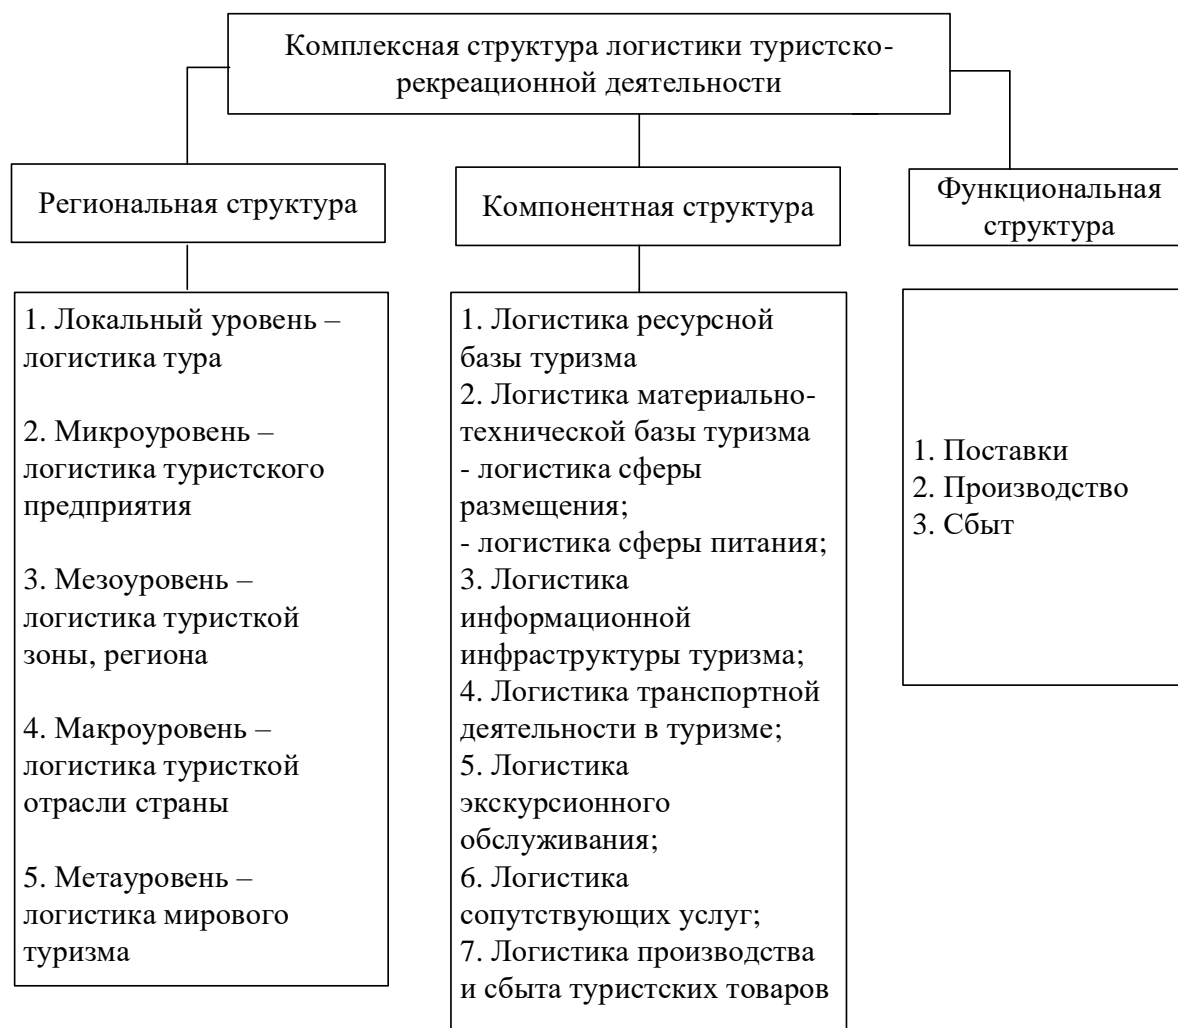 Комплексная структура логистики туристско-
рекреационной деятельности
Региональная структура
Компонентная структура
Функциональная
структура
1. Локальный уровень –
логистика тура
2. Микроуровень –
логистика туристского
предприятия
3. Мезоуровень –
логистика туристкой
зоны, региона
4. Макроуровень –
логистика туристкой
отрасли страны
5. Метауровень –
логистика мирового
туризма
1. Логистика ресурсной
базы туризма
2. Логистика материально-
технической базы туризма
- логистика сферы
размещения;
- логистика сферы питания;
3. Логистика
информационной
инфраструктуры туризма;
4. Логистика транспортной
деятельности в туризме;
5. Логистика
экскурсионного
обслуживания;
6. Логистика
сопутствующих услуг;
7. Логистика производства
и сбыта туристских товаров
1. Поставки
2. Производство
3. Сбыт